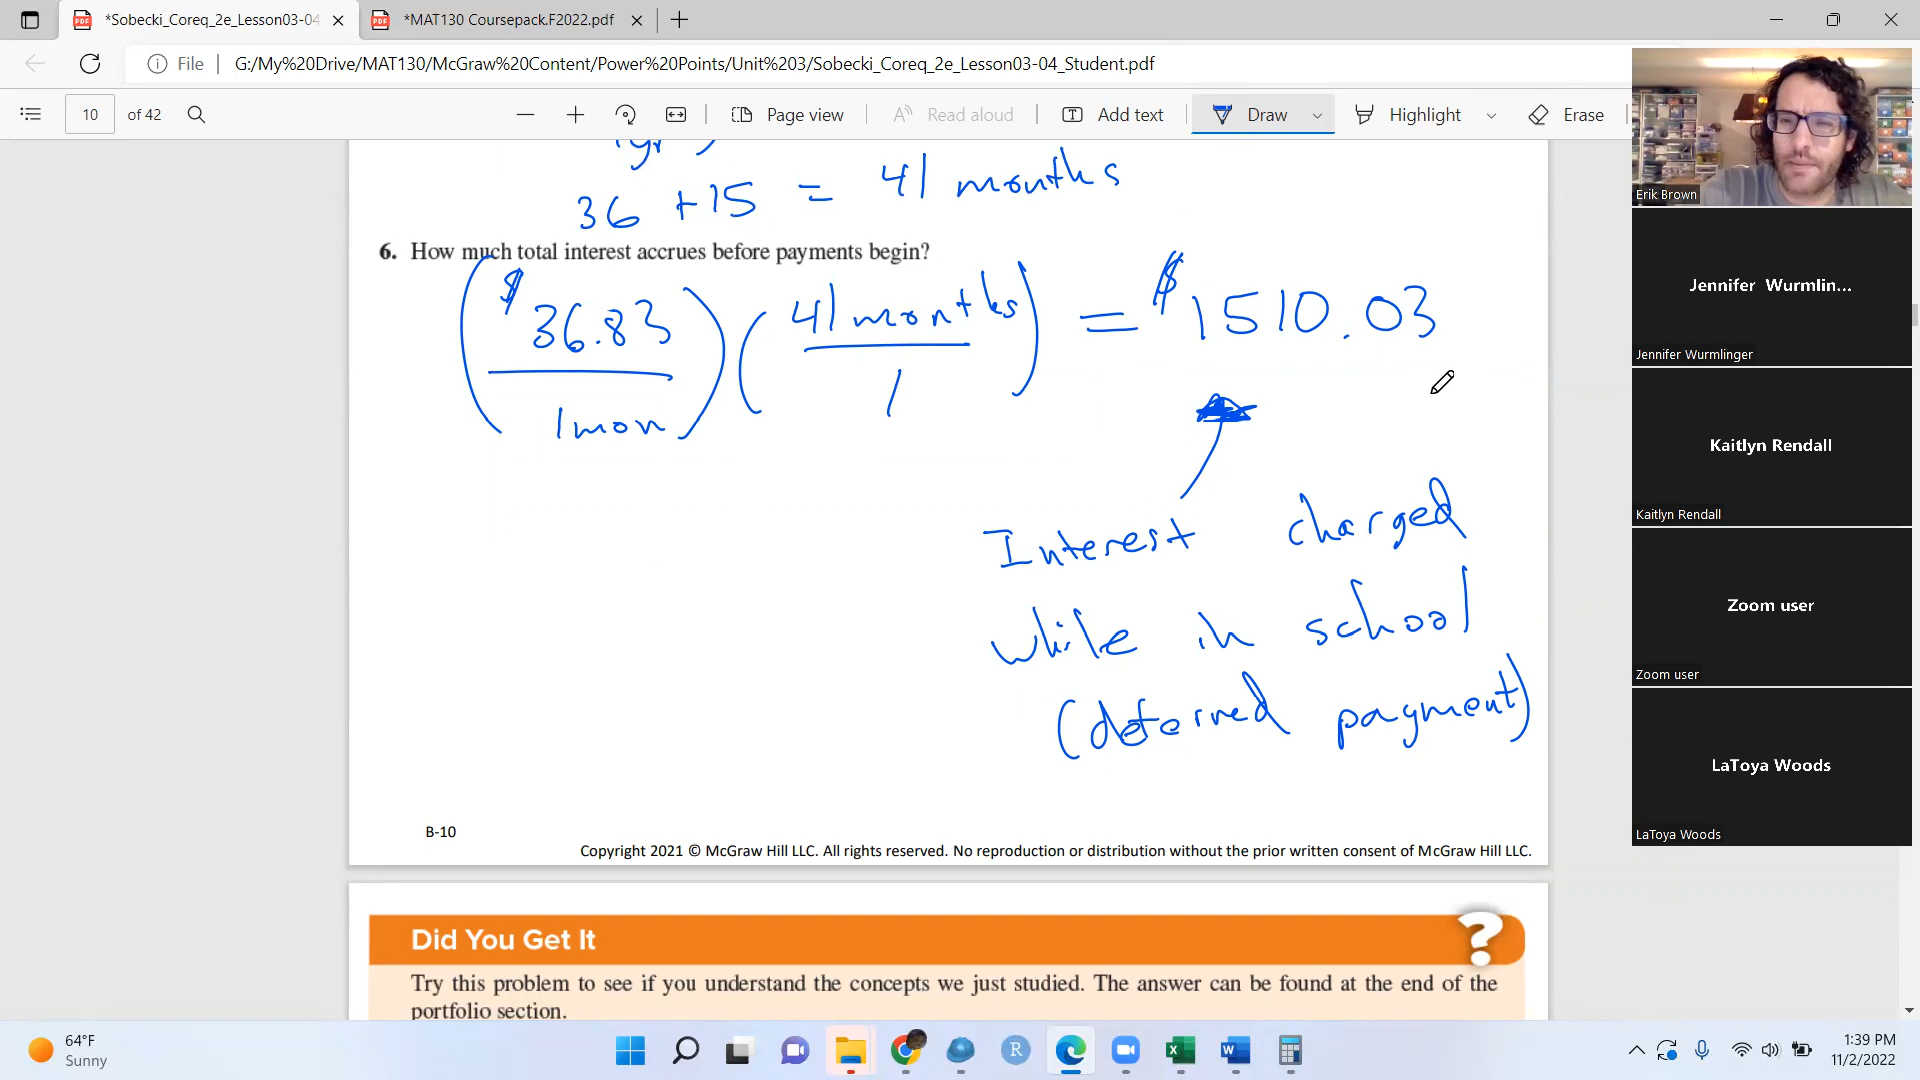 *Sobecki_Coreq_2e_Lesson03-04
*MAT130 Coursepack.F2022.pdf
File
G:/My%20Drive/MAT130/McGraw%20Content/Power%20Points/Unit%203/Sobecki_Coreq_2e_Lesson03-04_Student.pdf
10 of 42
Page view
Read aloud
Add text
Draw
Highlight
Erase
1yr
36 + 15 = 41 months
6. How much total interest accrues before payments begin?
($36.83 / 1 mon) (41 months / 1) = $1510.03
Interest charged
while in school
(deferred payment)
B-10
Copyright 2021 © McGraw Hill LLC. All rights reserved. No reproduction or distribution without the prior written consent of McGraw Hill LLC.
Did You Get It
?
Try this problem to see if you understand the concepts we just studied. The answer can be found at the end of the
portfolio section.
Erik Brown
Jennifer Wurmlin...
Jennifer Wurmlinger
Kaitlyn Rendall
Kaitlyn Rendall
Zoom user
Zoom user
LaToya Woods
LaToya Woods
64°F
Sunny
1:39 PM
11/2/2022